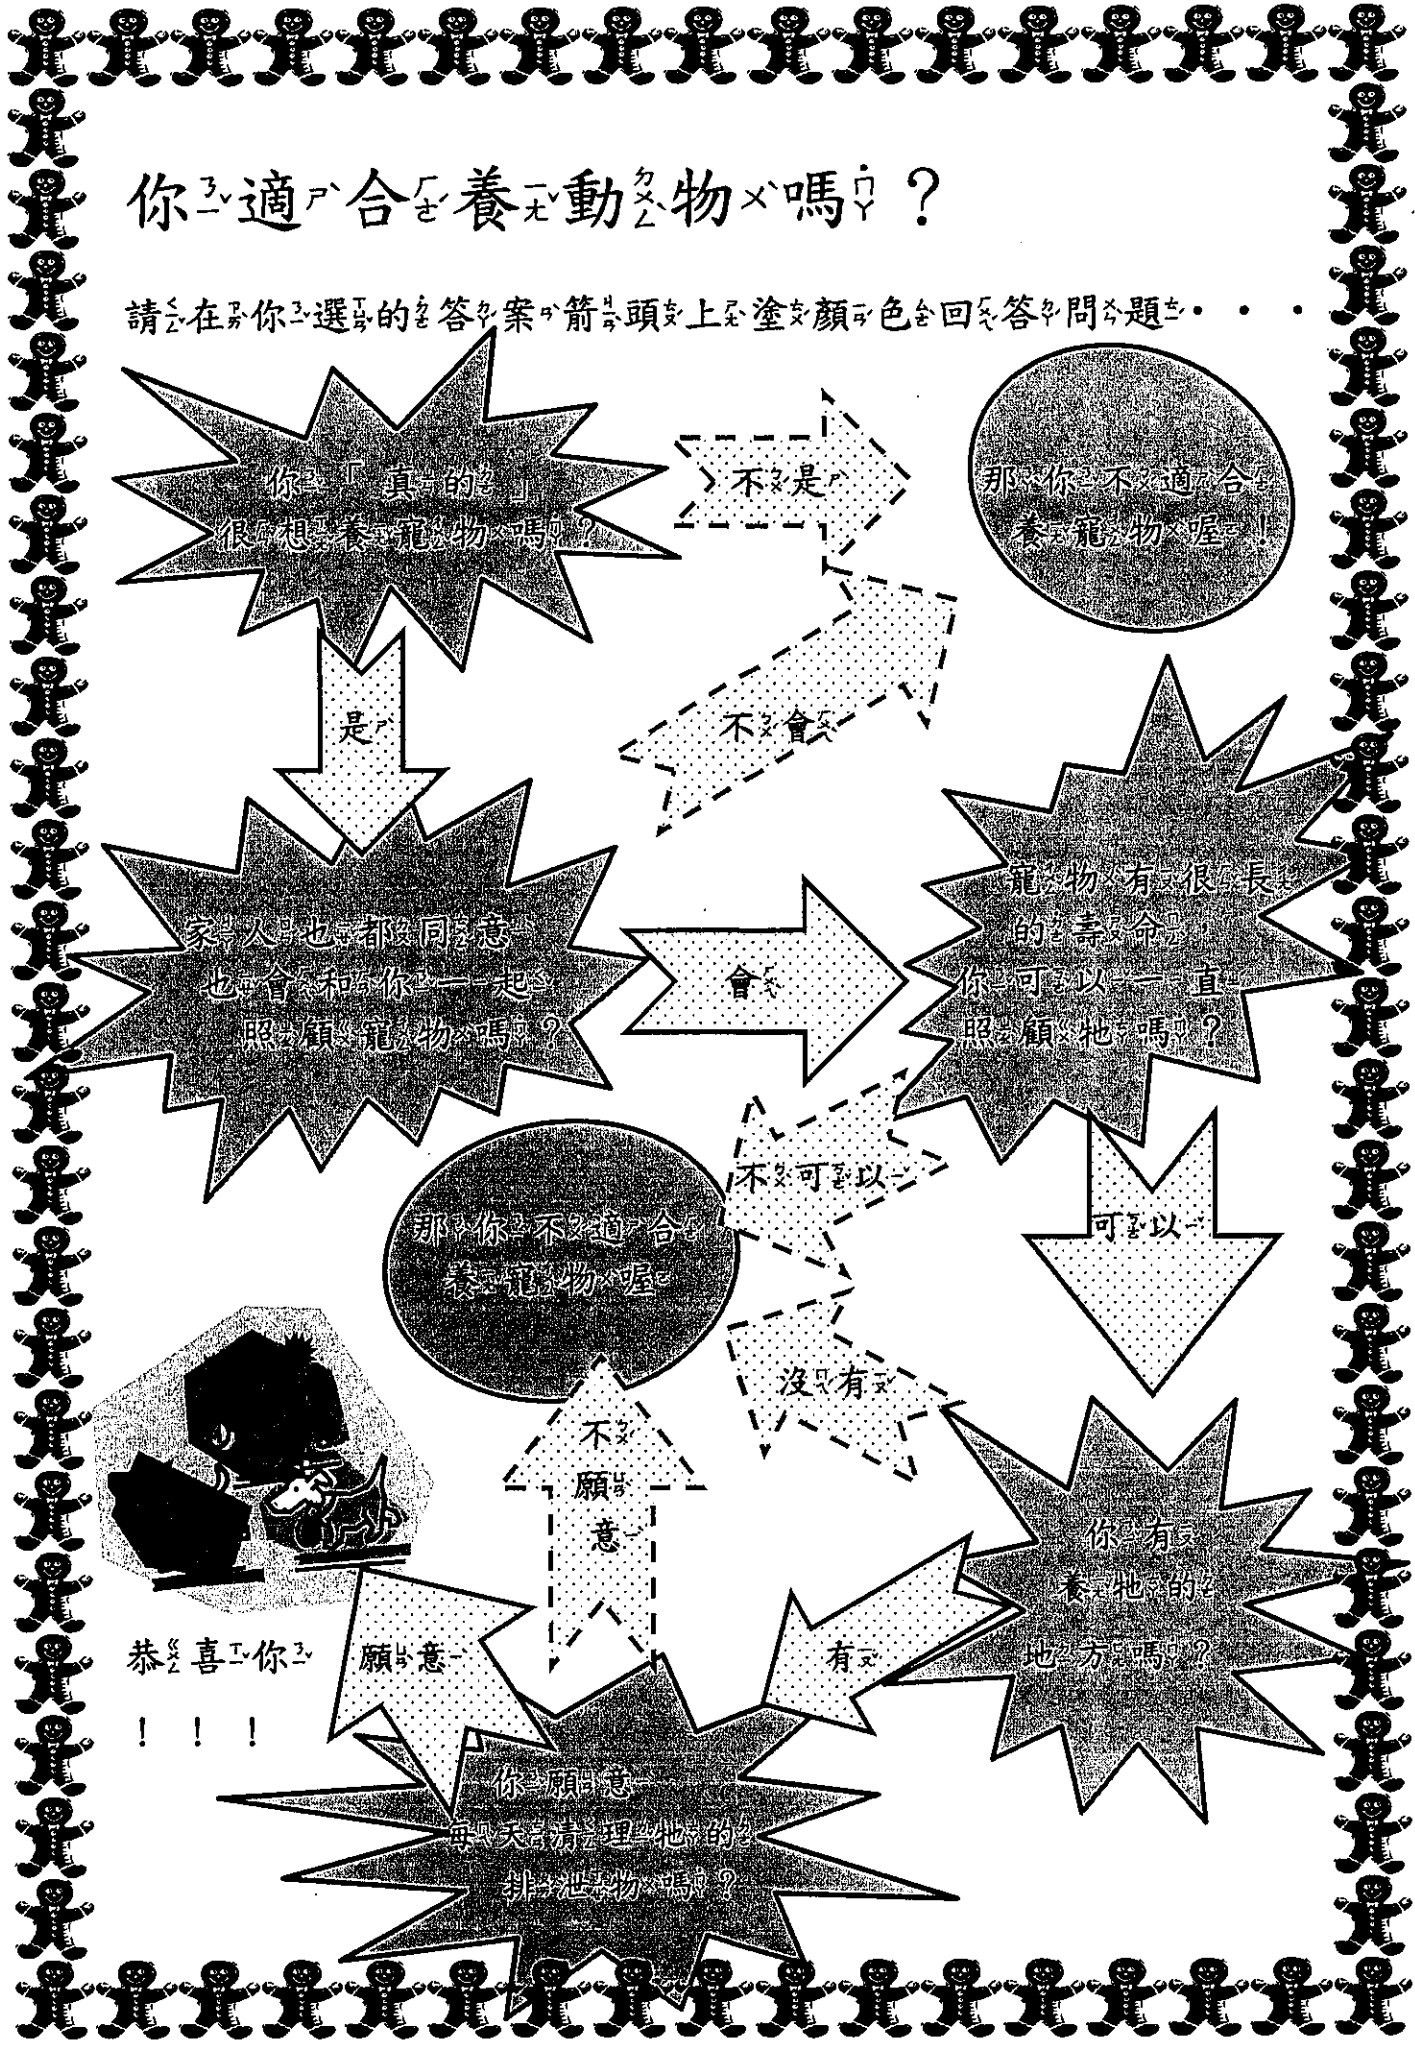 你適合養動物嗎？
請在你選的答案箭頭上塗顏色回答問題・・・
你「真的」
很想養寵物嗎？
不是
那你不適合
養寵物喔！
是
不會
家人也都同意
也會和你一起
照顧寵物嗎？
會
寵物有很長
的壽命，
你可以一直
照顧牠嗎？
不可以
可以
那你不適合
養寵物喔
沒有
你有
養牠的
地方嗎？
有
不
願
意
願意
恭喜你
！！！
你願意
每天清理牠的
排泄物嗎？